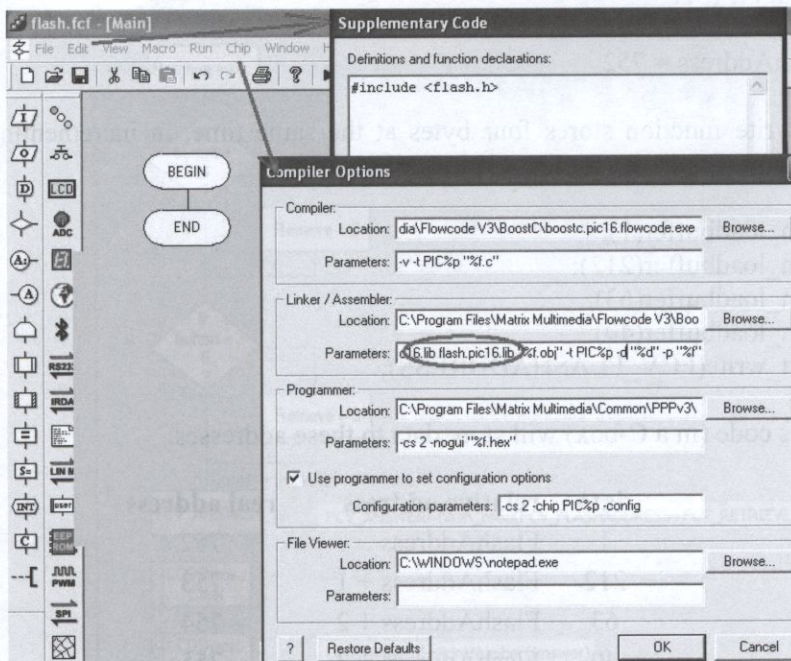 flash.fcf - [Main]
File Edit View Macro Run Chip Window H
BEGIN
END
LCD
ADC
RS232
IRDA
LIN
INT
user
EEP
ROM
PWM
SPI
Supplementary Code
Definitions and function declarations:
#include <flash.h>
Compiler Options
Compiler:
Location: dia\Flowcode V3\BoostC\boostc.pic16.flowcode.exe Browse...
Parameters: -v -t PIC%p "%f.c"
Linker / Assembler:
Location: C:\Program Files\Matrix Multimedia\Flowcode V3\Boo Browse...
Parameters: c16.lib flash.pic16.lib "%f.obj" -t PIC%p -d "%d" -p "%f"
Programmer:
Location: C:\Program Files\Matrix Multimedia\Common\PPPv3\ Browse...
Parameters: -cs 2 -nogui "%f.hex"
Use programmer to set configuration options
Configuration parameters: -cs 2 -chip PIC%p -config
File Viewer:
Location: C:\WINDOWS\notepad.exe Browse...
Parameters:
? Restore Defaults OK Cancel